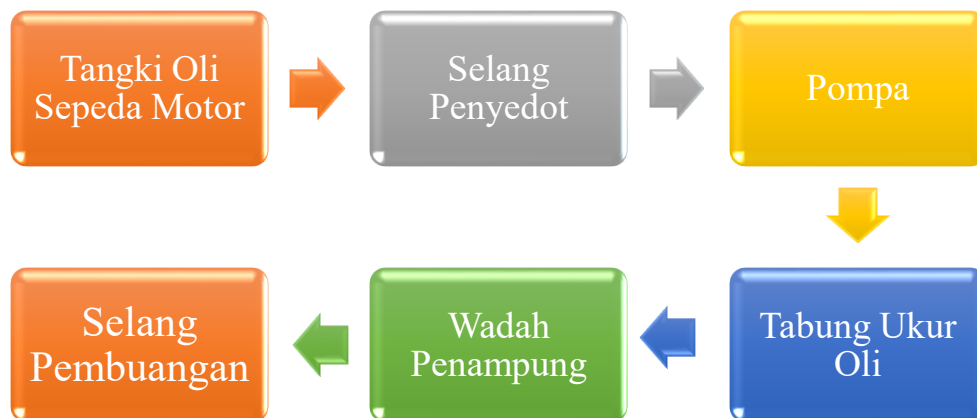 Tangki Oli
Sepeda Motor
Selang
Penyedot
Pompa
Tabung Ukur
Oli
Wadah
Penampung
Selang
Pembuangan